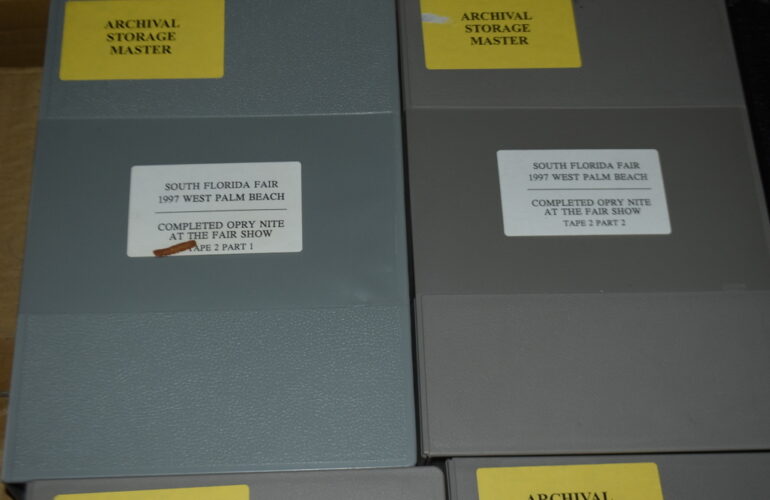 ARCHIVAL
STORAGE
MASTER
SOUTH FLORIDA FAIR
1997 WEST PALM BEACH
COMPLETED OPRY NITE
AT THE FAIR SHOW
TAPE 2 PART 1
ARCHIVAL
STORAGE
MASTER
SOUTH FLORIDA FAIR
1997 WEST PALM BEACH
COMPLETED OPRY NITE
AT THE FAIR SHOW
TAPE 2 PART 2
ARCHIVAL